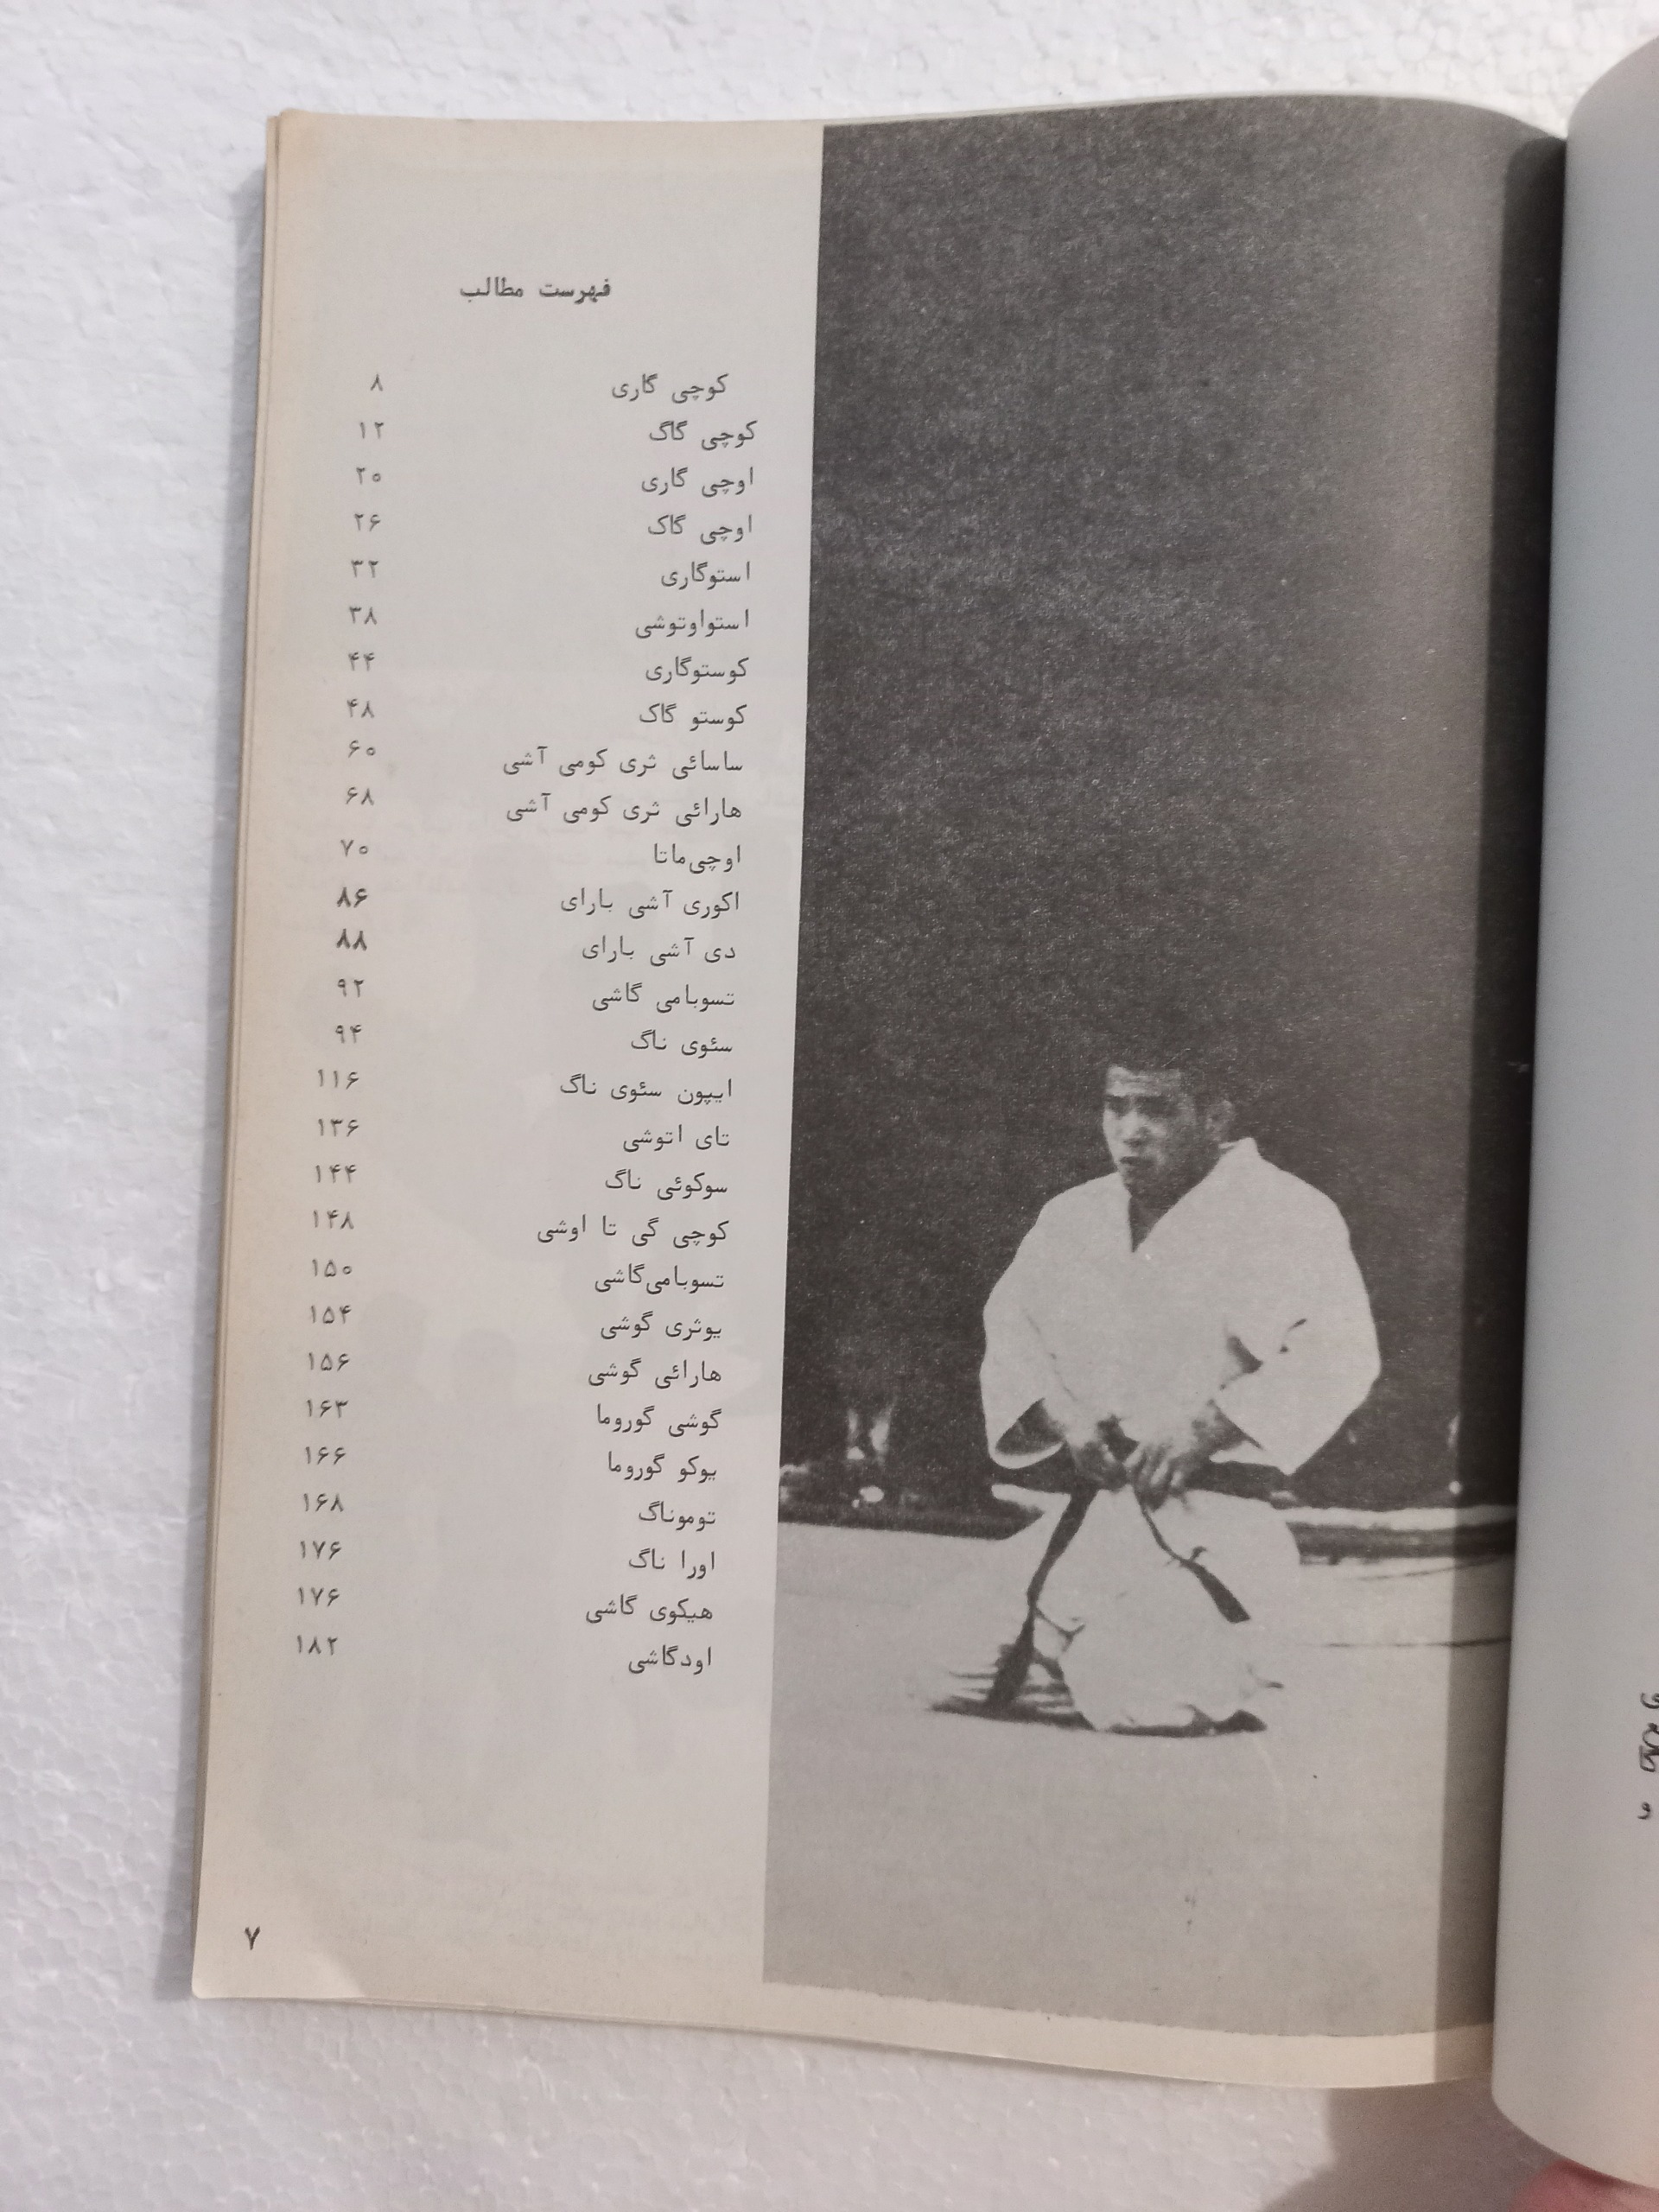 فهرست مطالب
کوچی گاری ۸
کوچی گاگ ۱۲
اوچی گاری ۲۰
اوچی گاک ۲۶
استوگاری ۳۲
استواوتوشی ۳۸
کوستوگاری ۴۴
کوستو گاک ۴۸
ساسائی ثری کومی آشی ۶۰
هارائی ثری کومی آشی ۶۸
اوچی‌ماتا ۷۰
اکوری آشی بارای ۸۶
دی آشی بارای ۸۸
تسوبامی گاشی ۹۲
سئوی ناگ ۹۴
ایپون سئوی ناگ ۱۱۶
تای اتوشی ۱۳۶
سوکوئی ناگ ۱۴۴
کوچی گی تا اوشی ۱۴۸
تسوبامی‌گاشی ۱۵۰
یوثری گوشی ۱۵۴
هارائی گوشی ۱۵۶
گوشی گوروما ۱۶۳
یوکو گوروما ۱۶۶
توموناگ ۱۶۸
اورا ناگ ۱۷۶
هیکوی گاشی ۱۷۶
اودگاشی ۱۸۲
۷